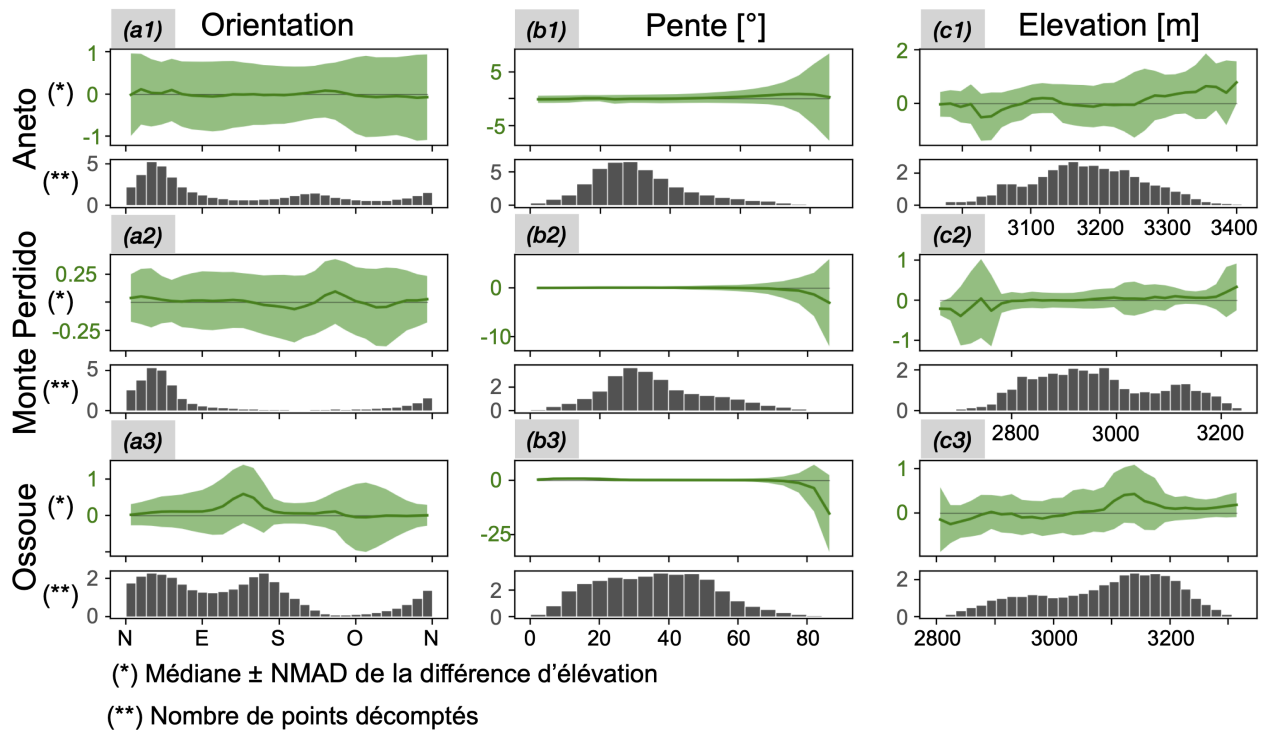 (a1) Orientation
(b1) Pente [°]
(c1) Elevation [m]
Aneto
(*)
1
0
-1
5
-5
2
0
(**)
5
0
5
0
2
0
3100 3200 3300 3400
Monte Perdido
(a2)
(b2)
(c2)
(*)
0.25
-0.25
0
-10
1
0
-1
(**)
5
0
2
0
2
0
2800 3000 3200
Ossoue
(a3)
(b3)
(c3)
(*)
1
0
0
-25
1
0
(**)
2
0
2
0
2
0
N E S O N
0 20 40 60 80
2800 3000 3200
(*) Médiane ± NMAD de la différence d’élévation
(**) Nombre de points décomptés